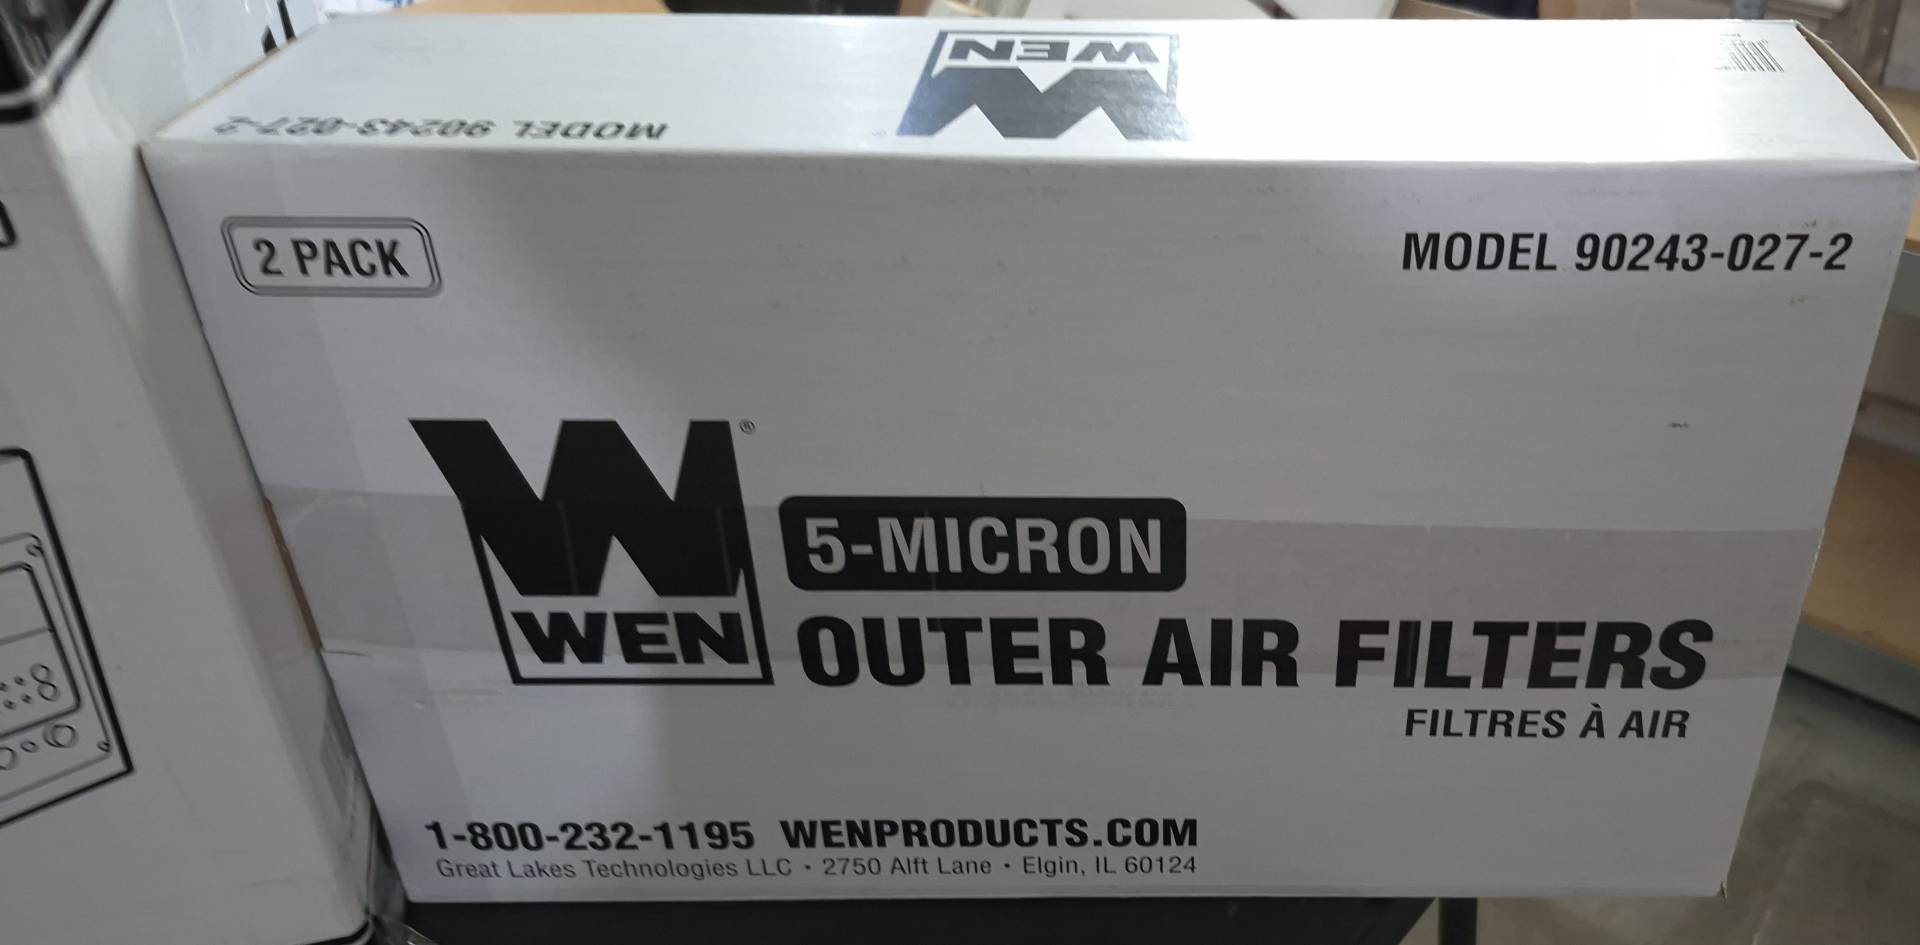 WEN
MODEL 90243-027-2
2 PACK
MODEL 90243-027-2
WEN
®
5-MICRON
OUTER AIR FILTERS
FILTRES À AIR
1-800-232-1195 WENPRODUCTS.COM
Great Lakes Technologies LLC • 2750 Alft Lane • Elgin, IL 60124